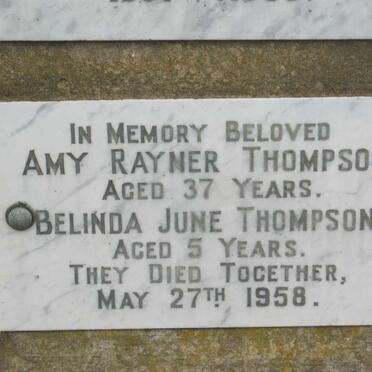 IN MEMORY BELOVED
AMY RAYNER THOMPSO
AGED 37 YEARS.
BELINDA JUNE THOMPSON
AGED 5 YEARS.
THEY DIED TOGETHER,
MAY 27TH 1958.